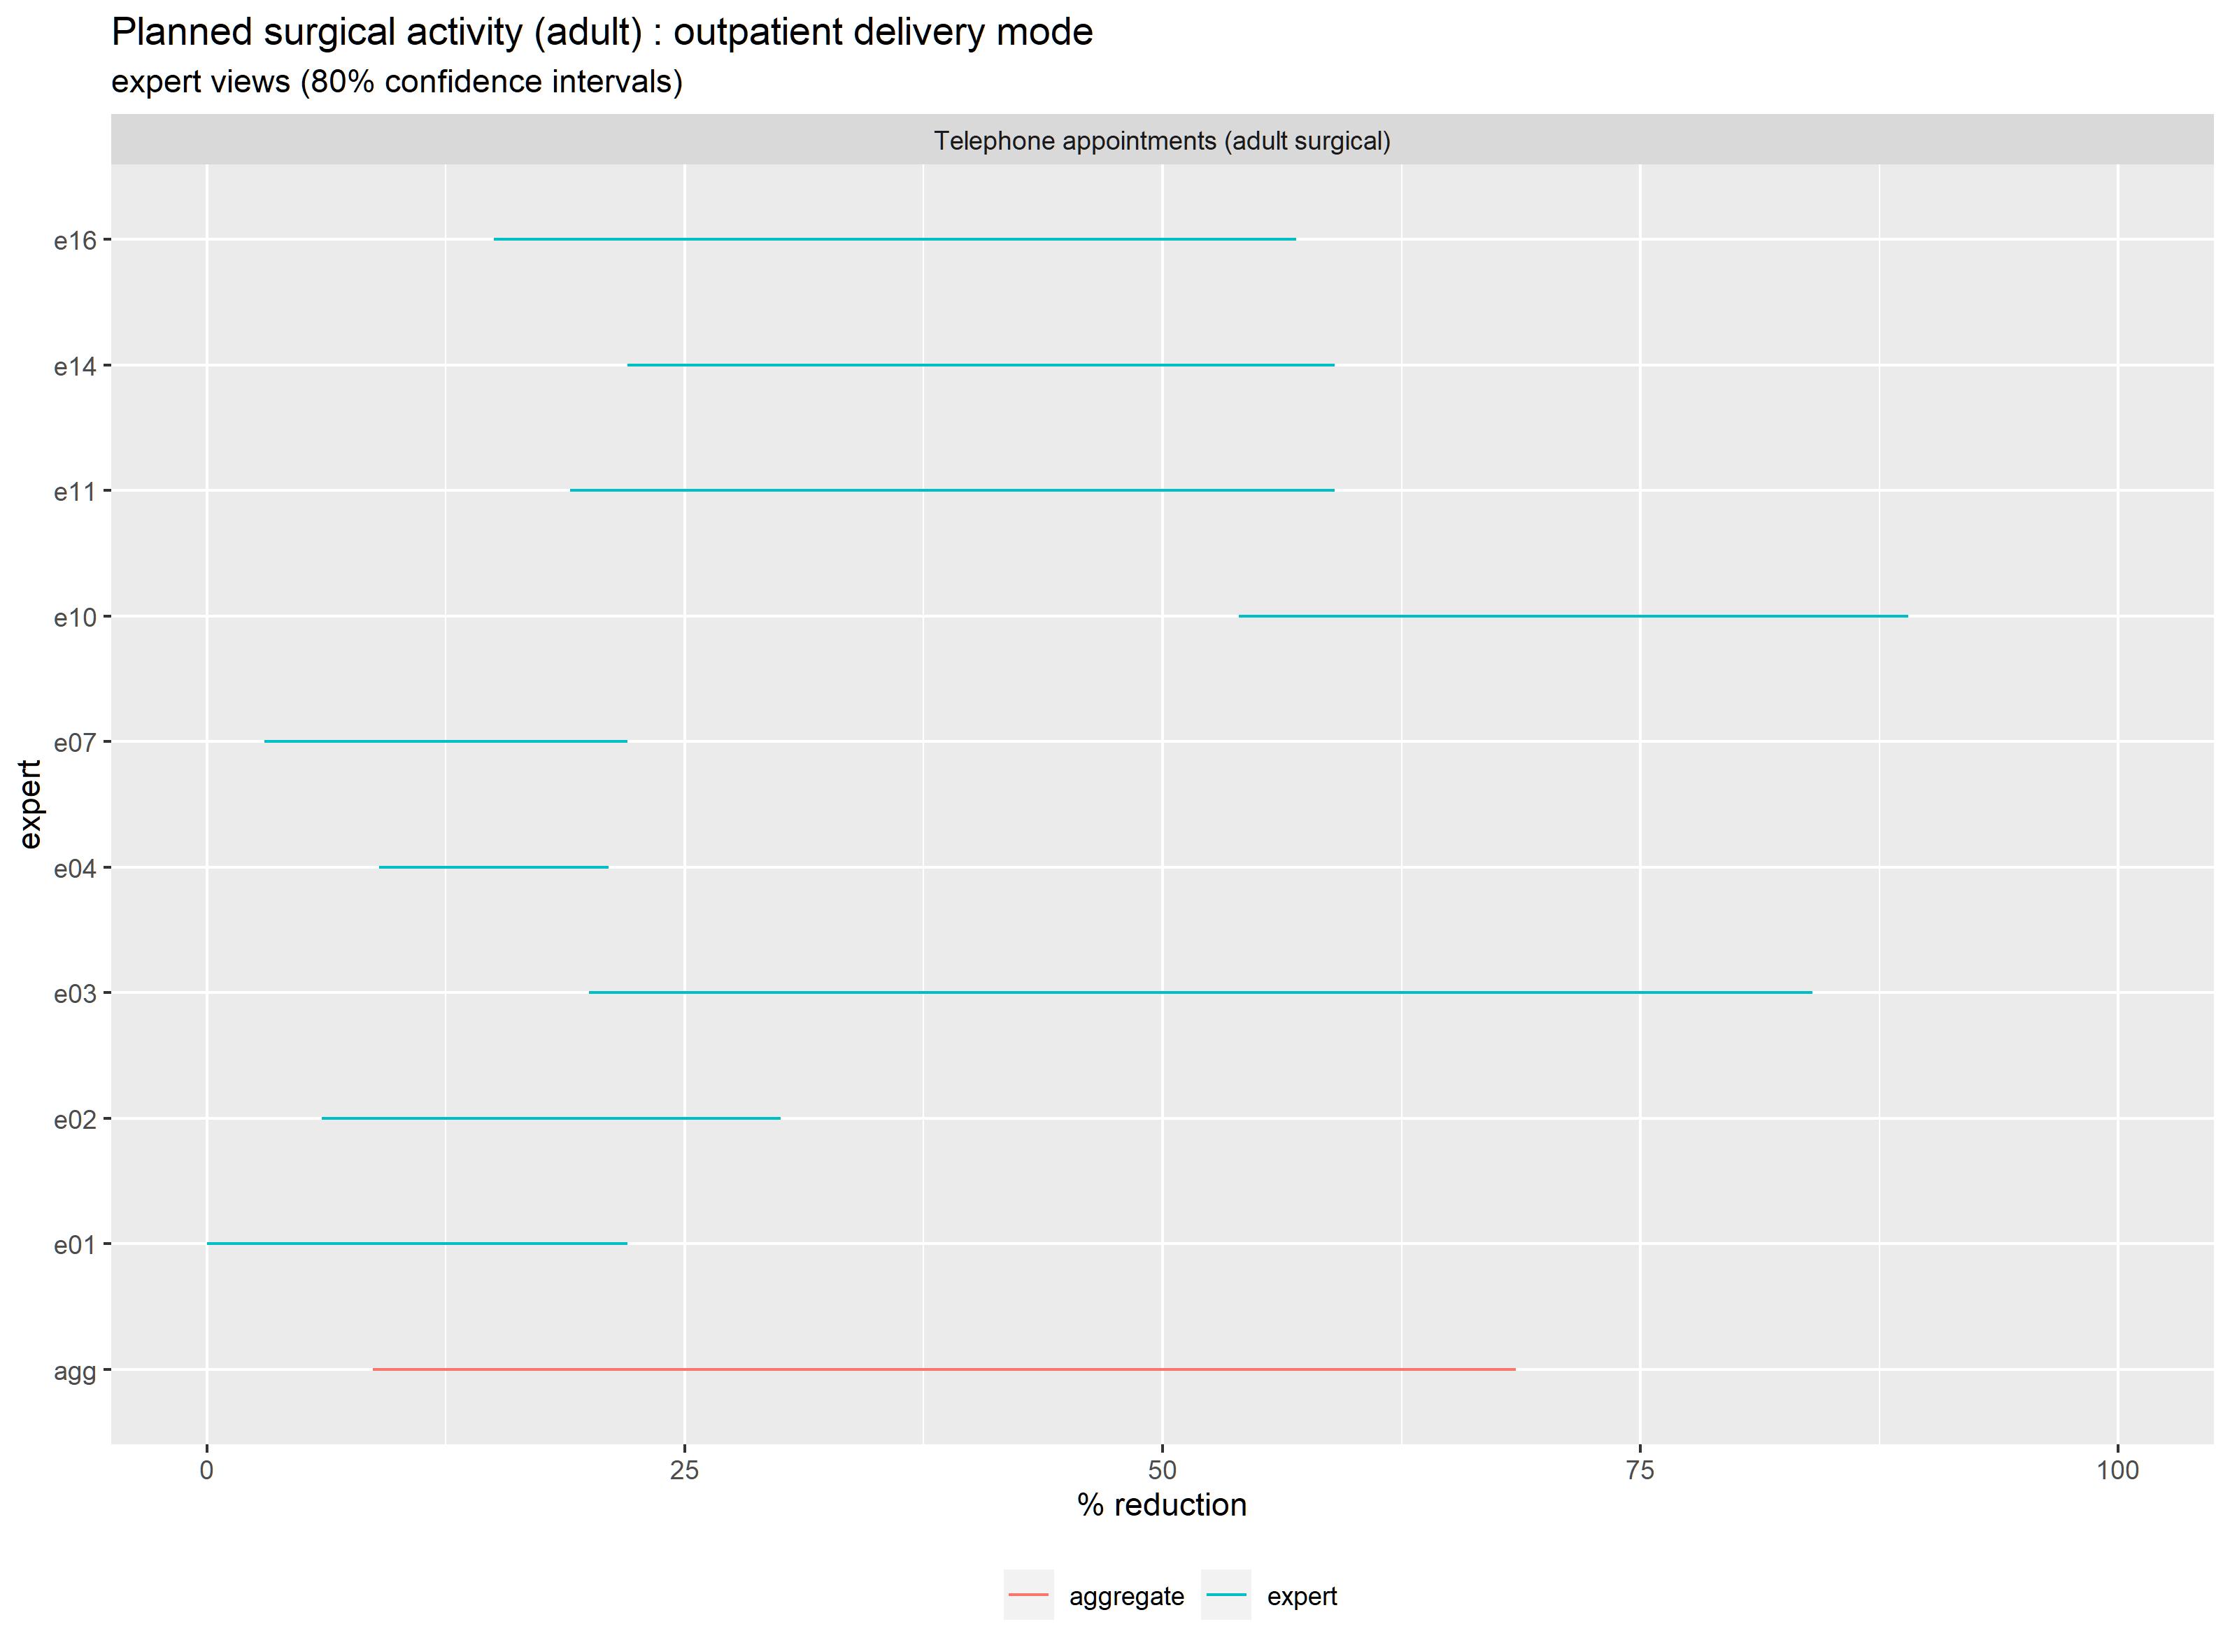 Planned surgical activity (adult) : outpatient delivery mode
expert views (80% confidence intervals)
Telephone appointments (adult surgical)
e16
e14
e11
e10
e07
e04
e03
e02
e01
agg
expert
0 25 50 75 100
% reduction
aggregate expert